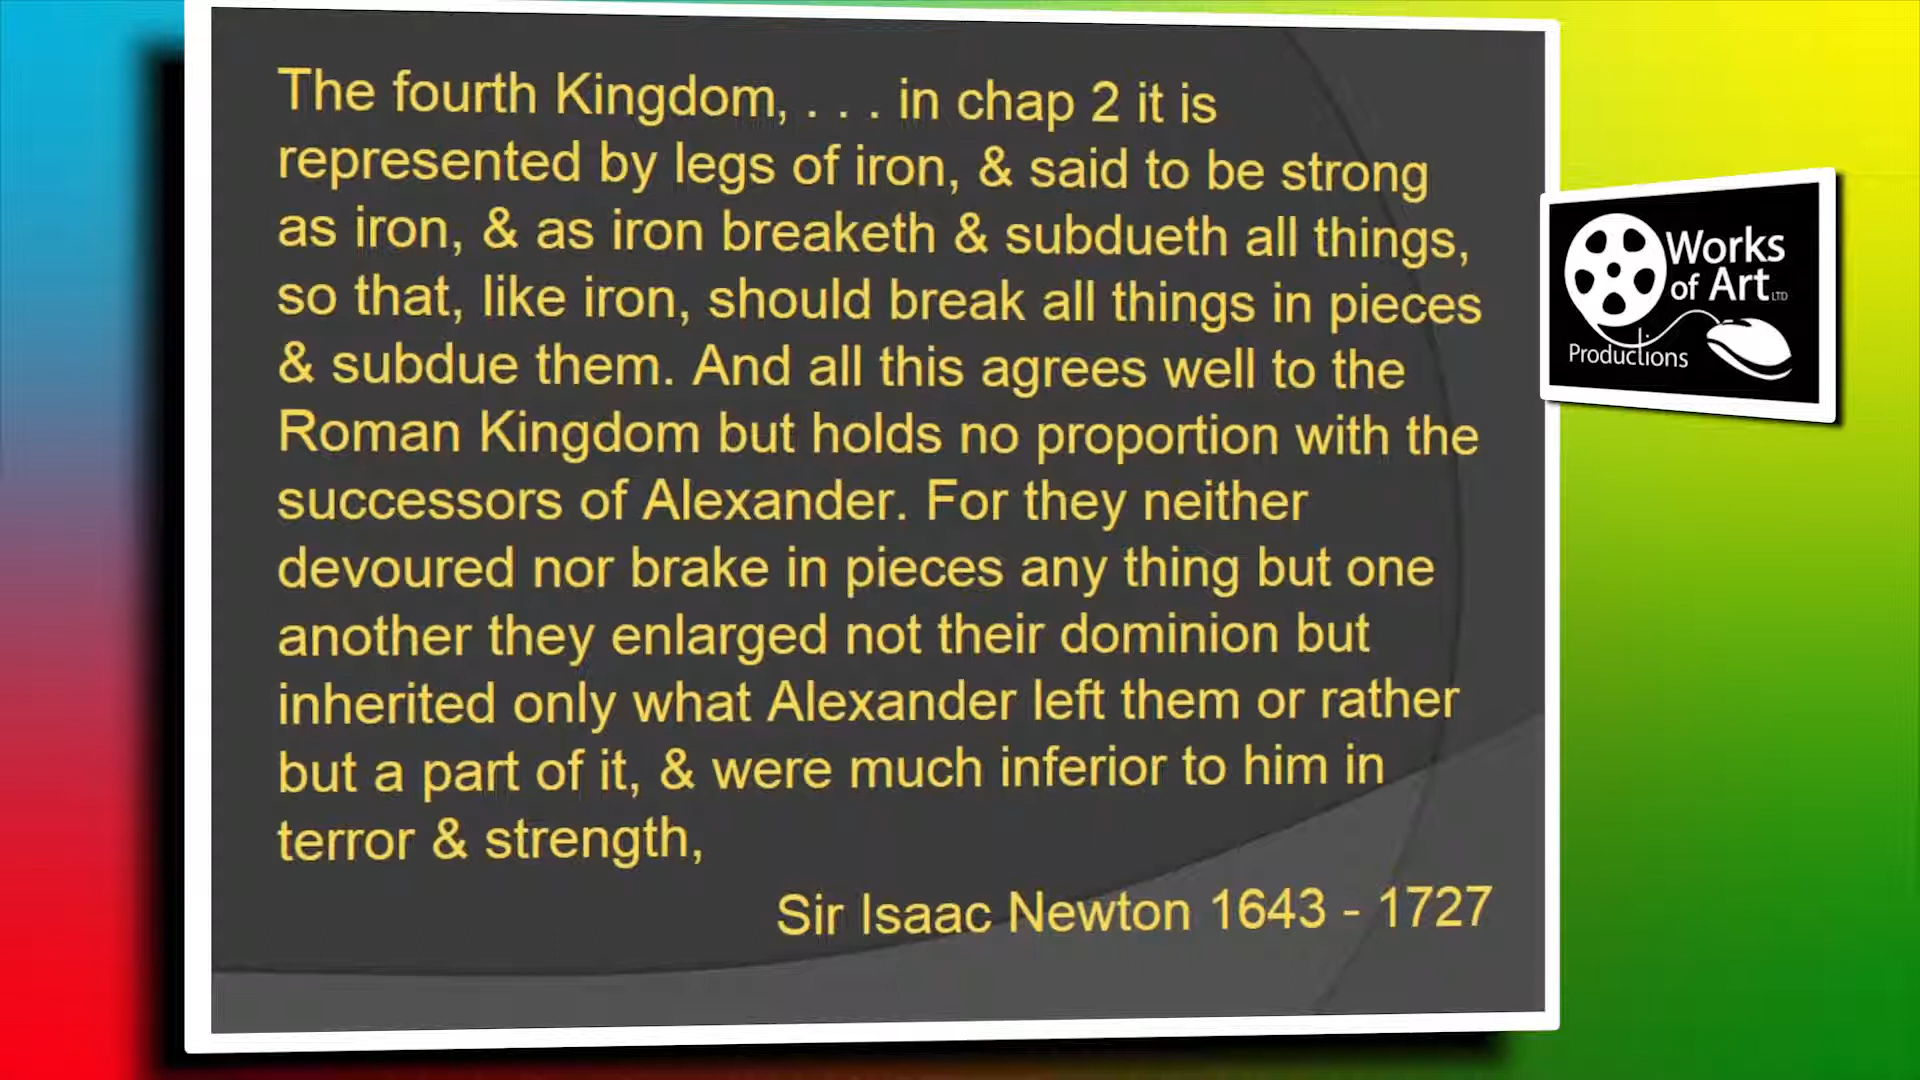 The fourth Kingdom, . . . in chap 2 it is
represented by legs of iron, & said to be strong
as iron, & as iron breaketh & subdueth all things,
so that, like iron, should break all things in pieces
& subdue them. And all this agrees well to the
Roman Kingdom but holds no proportion with the
successors of Alexander. For they neither
devoured nor brake in pieces any thing but one
another they enlarged not their dominion but
inherited only what Alexander left them or rather
but a part of it, & were much inferior to him in
terror & strength,
Sir Isaac Newton 1643 - 1727
Works
of Art LTD
Productions